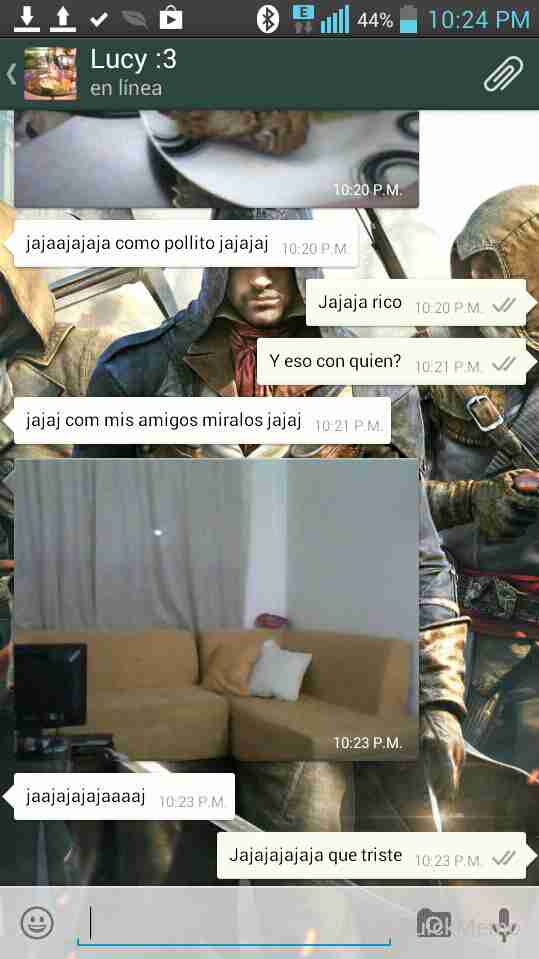 E
44%
10:24 PM
Lucy :3
en línea
10:20 P.M.
jajaajajaja como pollito jajajaj 10:20 P.M.
Jajaja rico 10:20 P.M.
Y eso con quien? 10:21 P.M.
jajaj com mis amigos miralos jajaj 10:21 P.M.
10:23 P.M.
jaajajajajaaaaj 10:23 P.M.
Jajajajajaja que triste 10:23 P.M.